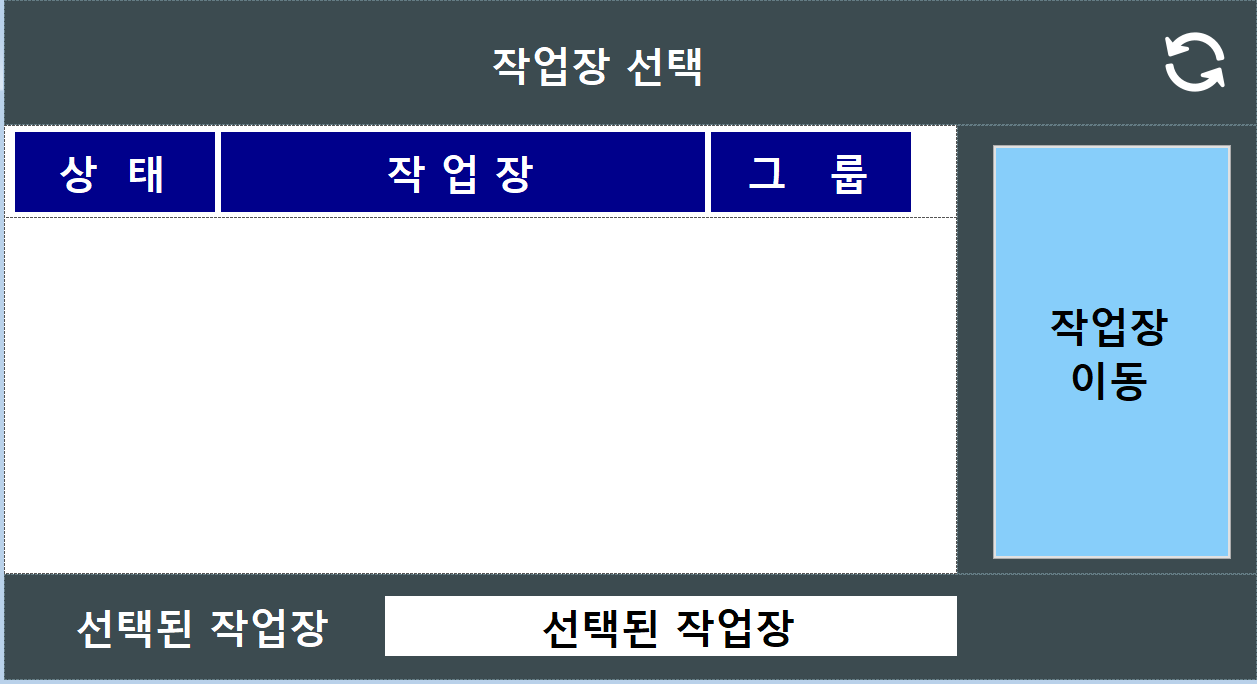 작업장 선택
상 태
작 업 장
그 룹
작업장
이동
선택된 작업장
선택된 작업장